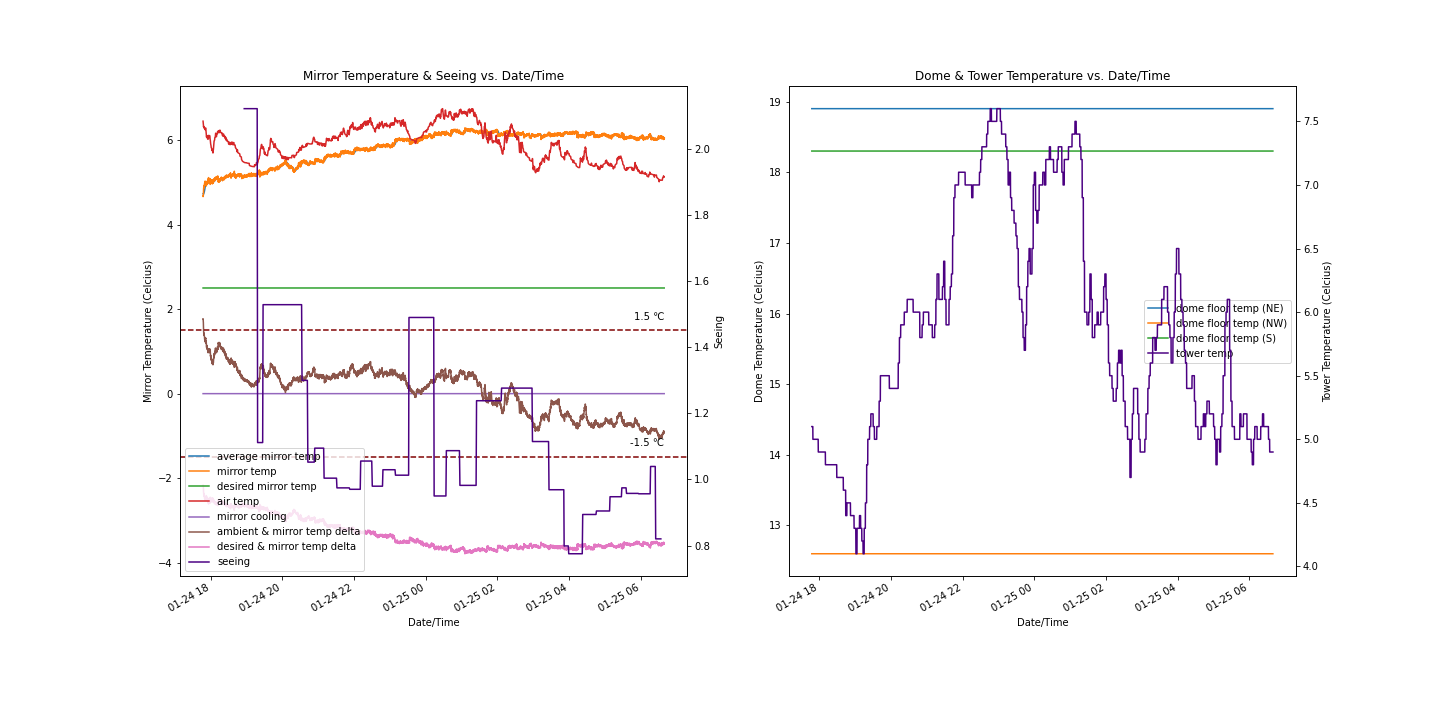 Mirror Temperature & Seeing vs. Date/Time
Mirror Temperature (Celcius)
6
4
2
0
−2
−4
2.0
1.8
1.6
1.4
1.2
1.0
0.8
Seeing
1.5 °C
-1.5 °C
average mirror temp
mirror temp
desired mirror temp
air temp
mirror cooling
ambient & mirror temp delta
desired & mirror temp delta
seeing
01-24 18
01-24 20
01-24 22
01-25 00
01-25 02
01-25 04
01-25 06
Date/Time
Dome & Tower Temperature vs. Date/Time
Dome Temperature (Celcius)
19
18
17
16
15
14
13
7.5
7.0
6.5
6.0
5.5
5.0
4.5
4.0
Tower Temperature (Celcius)
dome floor temp (NE)
dome floor temp (NW)
dome floor temp (S)
tower temp
01-24 18
01-24 20
01-24 22
01-25 00
01-25 02
01-25 04
01-25 06
Date/Time